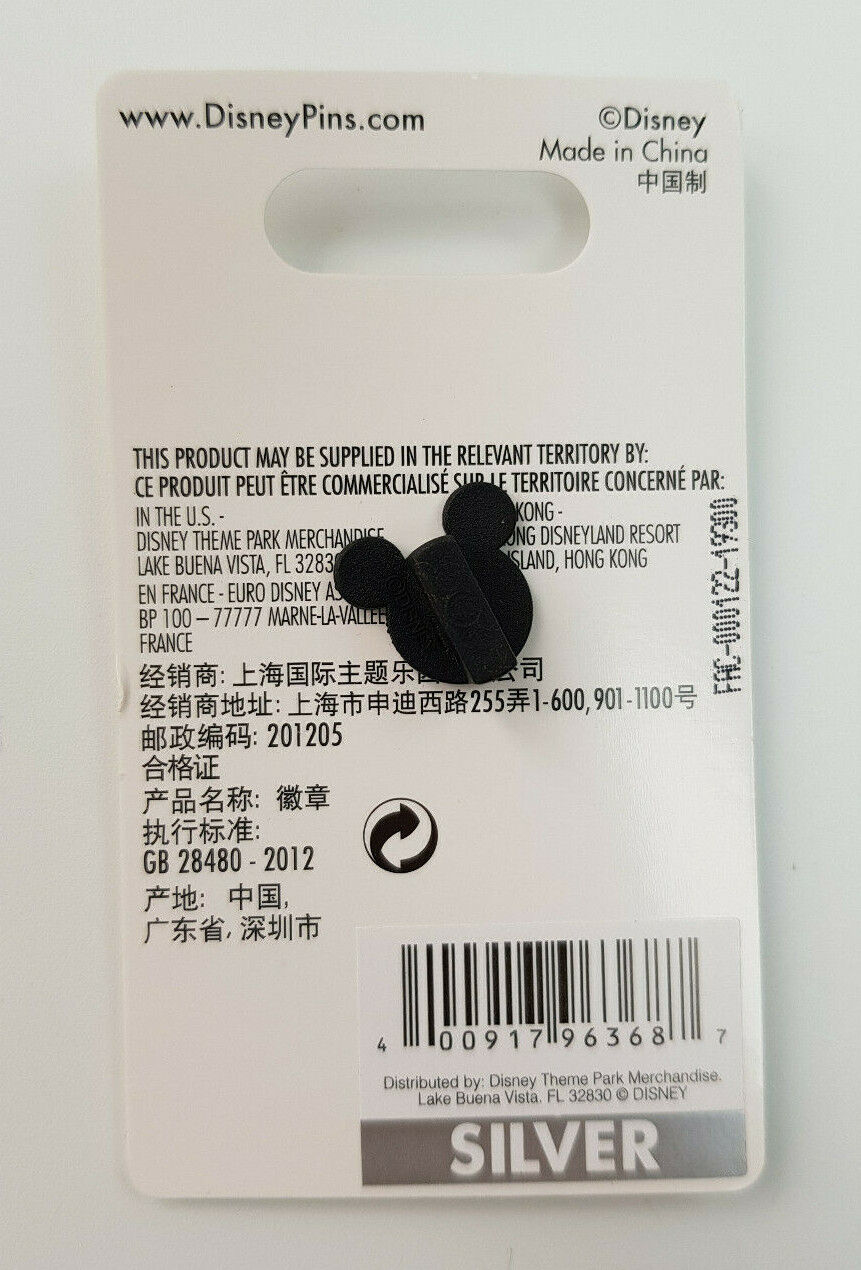 www.DisneyPins.com
©Disney
Made in China
中国制
THIS PRODUCT MAY BE SUPPLIED IN THE RELEVANT TERRITORY BY:
CE PRODUIT PEUT ÊTRE COMMERCIALISÉ SUR LE TERRITOIRE CONCERNÉ PAR:
IN THE U.S. -
DISNEY THEME PARK MERCHANDISE
LAKE BUENA VISTA, FL
EN FRANCE - EURO DISNEY
BP 100 – 77777 MARNE-LA-VALLEE
FRANCE
KONG -
DISNEYLAND RESORT
HONG KONG
FAC-000122-19300
经销商: 上海国际主题乐园 公司
经销商地址: 上海市申迪西路255弄1-600,901-1100号
邮政编码: 201205
合格证
产品名称: 徽章
执行标准:
GB 28480 - 2012
产地: 中国,
广东省, 深圳市
4 00917 96368 7
Distributed by: Disney Theme Park Merchandise.
Lake Buena Vista. FL 32830 © DISNEY
SILVER